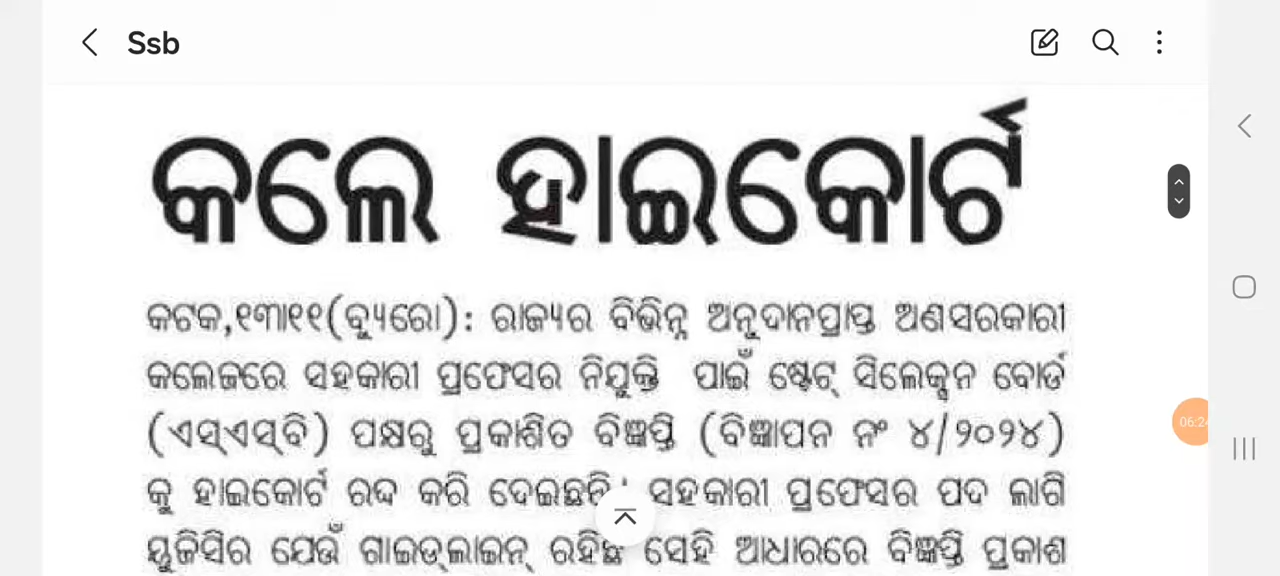 Ssb
କଲେ ହାଇକୋର୍ଟ
କଟକ,୧୩।୧୧(ବ୍ୟୁରୋ): ରାଜ୍ୟର ବିଭିନ୍ନ ଅନୁଦାନପ୍ରାପ୍ତ ଅଣସରକାରୀ
କଲେଜରେ ସହକାରୀ ପ୍ରଫେସର ନିଯୁକ୍ତି ପାଇଁ ଷ୍ଟେଟ୍ ସିଲେକ୍ସନ ବୋର୍ଡ
(ଏସ୍ଏସ୍‌ବି) ପକ୍ଷରୁ ପ୍ରକାଶିତ ବିଜ୍ଞପ୍ତି (ବିଜ୍ଞାପନ ନଂ ୪/୨୦୨୪)
କୁ ହାଇକୋର୍ଟ ରଦ୍ଦ କରି ଦେଇଛନ୍ତି। ସହକାରୀ ପ୍ରଫେସର ପଦ ଲାଗି
ୟୁଜିସିର ଯେଉଁ ଗାଇଡ୍‌ଲାଇନ୍ ରହିଛି ସେହି ଆଧାରରେ ବିଜ୍ଞପ୍ତି ପ୍ରକାଶ
06:24